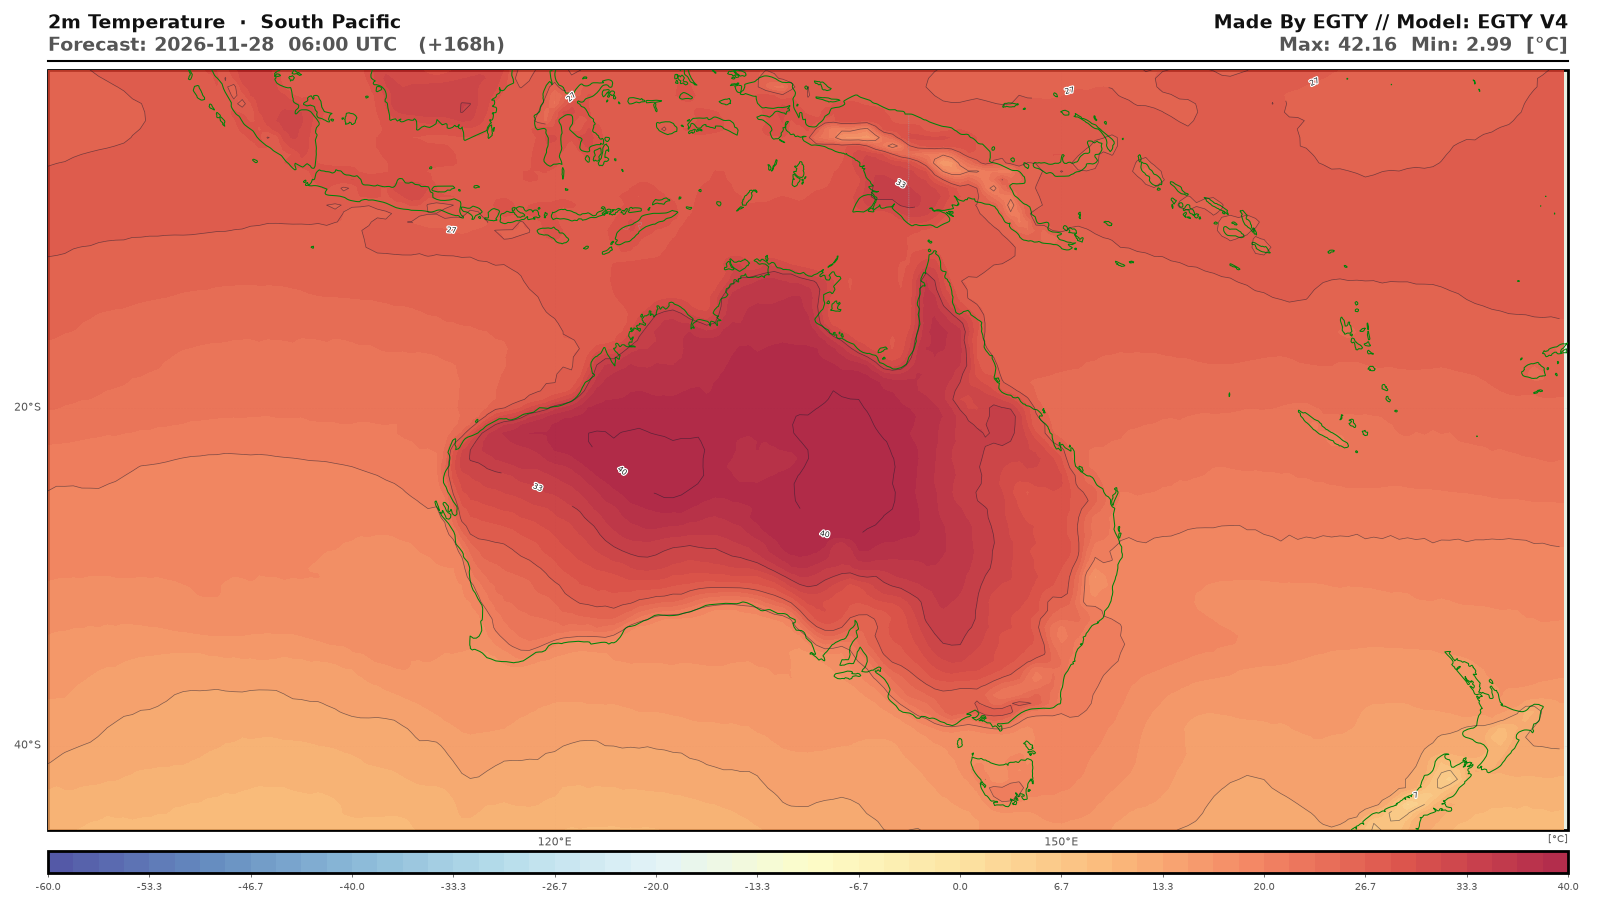 2m Temperature · South Pacific
Made By EGTY // Model: EGTY V4
Forecast: 2026-11-28 06:00 UTC (+168h)
Max: 42.16 Min: 2.99 [°C]
27
27
27
33
27
20°S
40
33
40
40°S
7
120°E
150°E
[°C]
-60.0
-53.3
-46.7
-40.0
-33.3
-26.7
-20.0
-13.3
-6.7
0.0
6.7
13.3
20.0
26.7
33.3
40.0